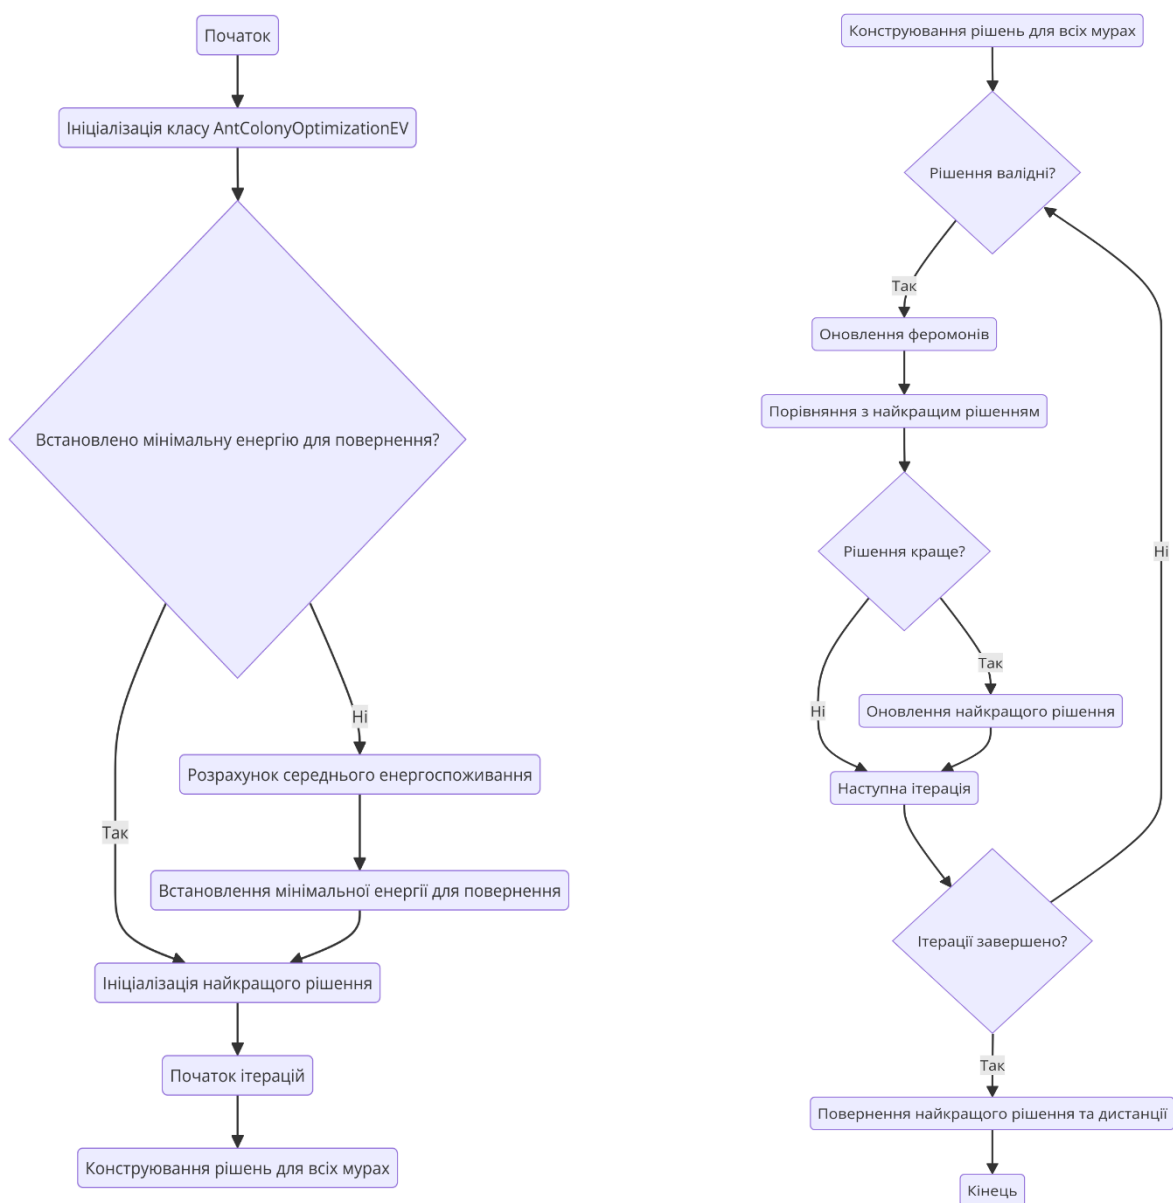 Початок
Ініціалізація класу AntColonyOptimizationEV
Встановлено мінімальну енергію для повернення?
Ні
Розрахунок середнього енергоспоживання
Так
Встановлення мінімальної енергії для повернення
Ініціалізація найкращого рішення
Початок ітерацій
Конструювання рішень для всіх мурах
Конструювання рішень для всіх мурах
Рішення валідні?
Так
Оновлення феромонів
Порівняння з найкращим рішенням
Ні
Рішення краще?
Так
Ні
Оновлення найкращого рішення
Наступна ітерація
Ітерації завершено?
Так
Повернення найкращого рішення та дистанції
Кінець